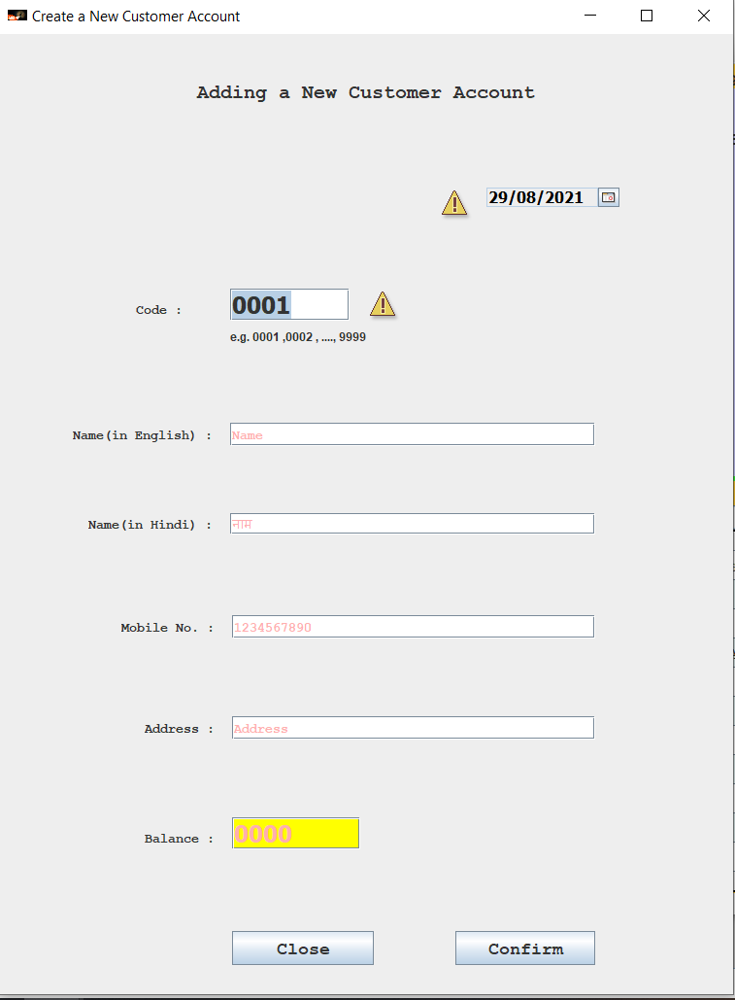 Create a New Customer Account
Adding a New Customer Account
29/08/2021
Code : 0001
e.g. 0001 ,0002 , ...., 9999
Name(in English) : Name
Name(in Hindi) : नाम
Mobile No. : 1234567890
Address : Address
Balance : 0000
Close Confirm